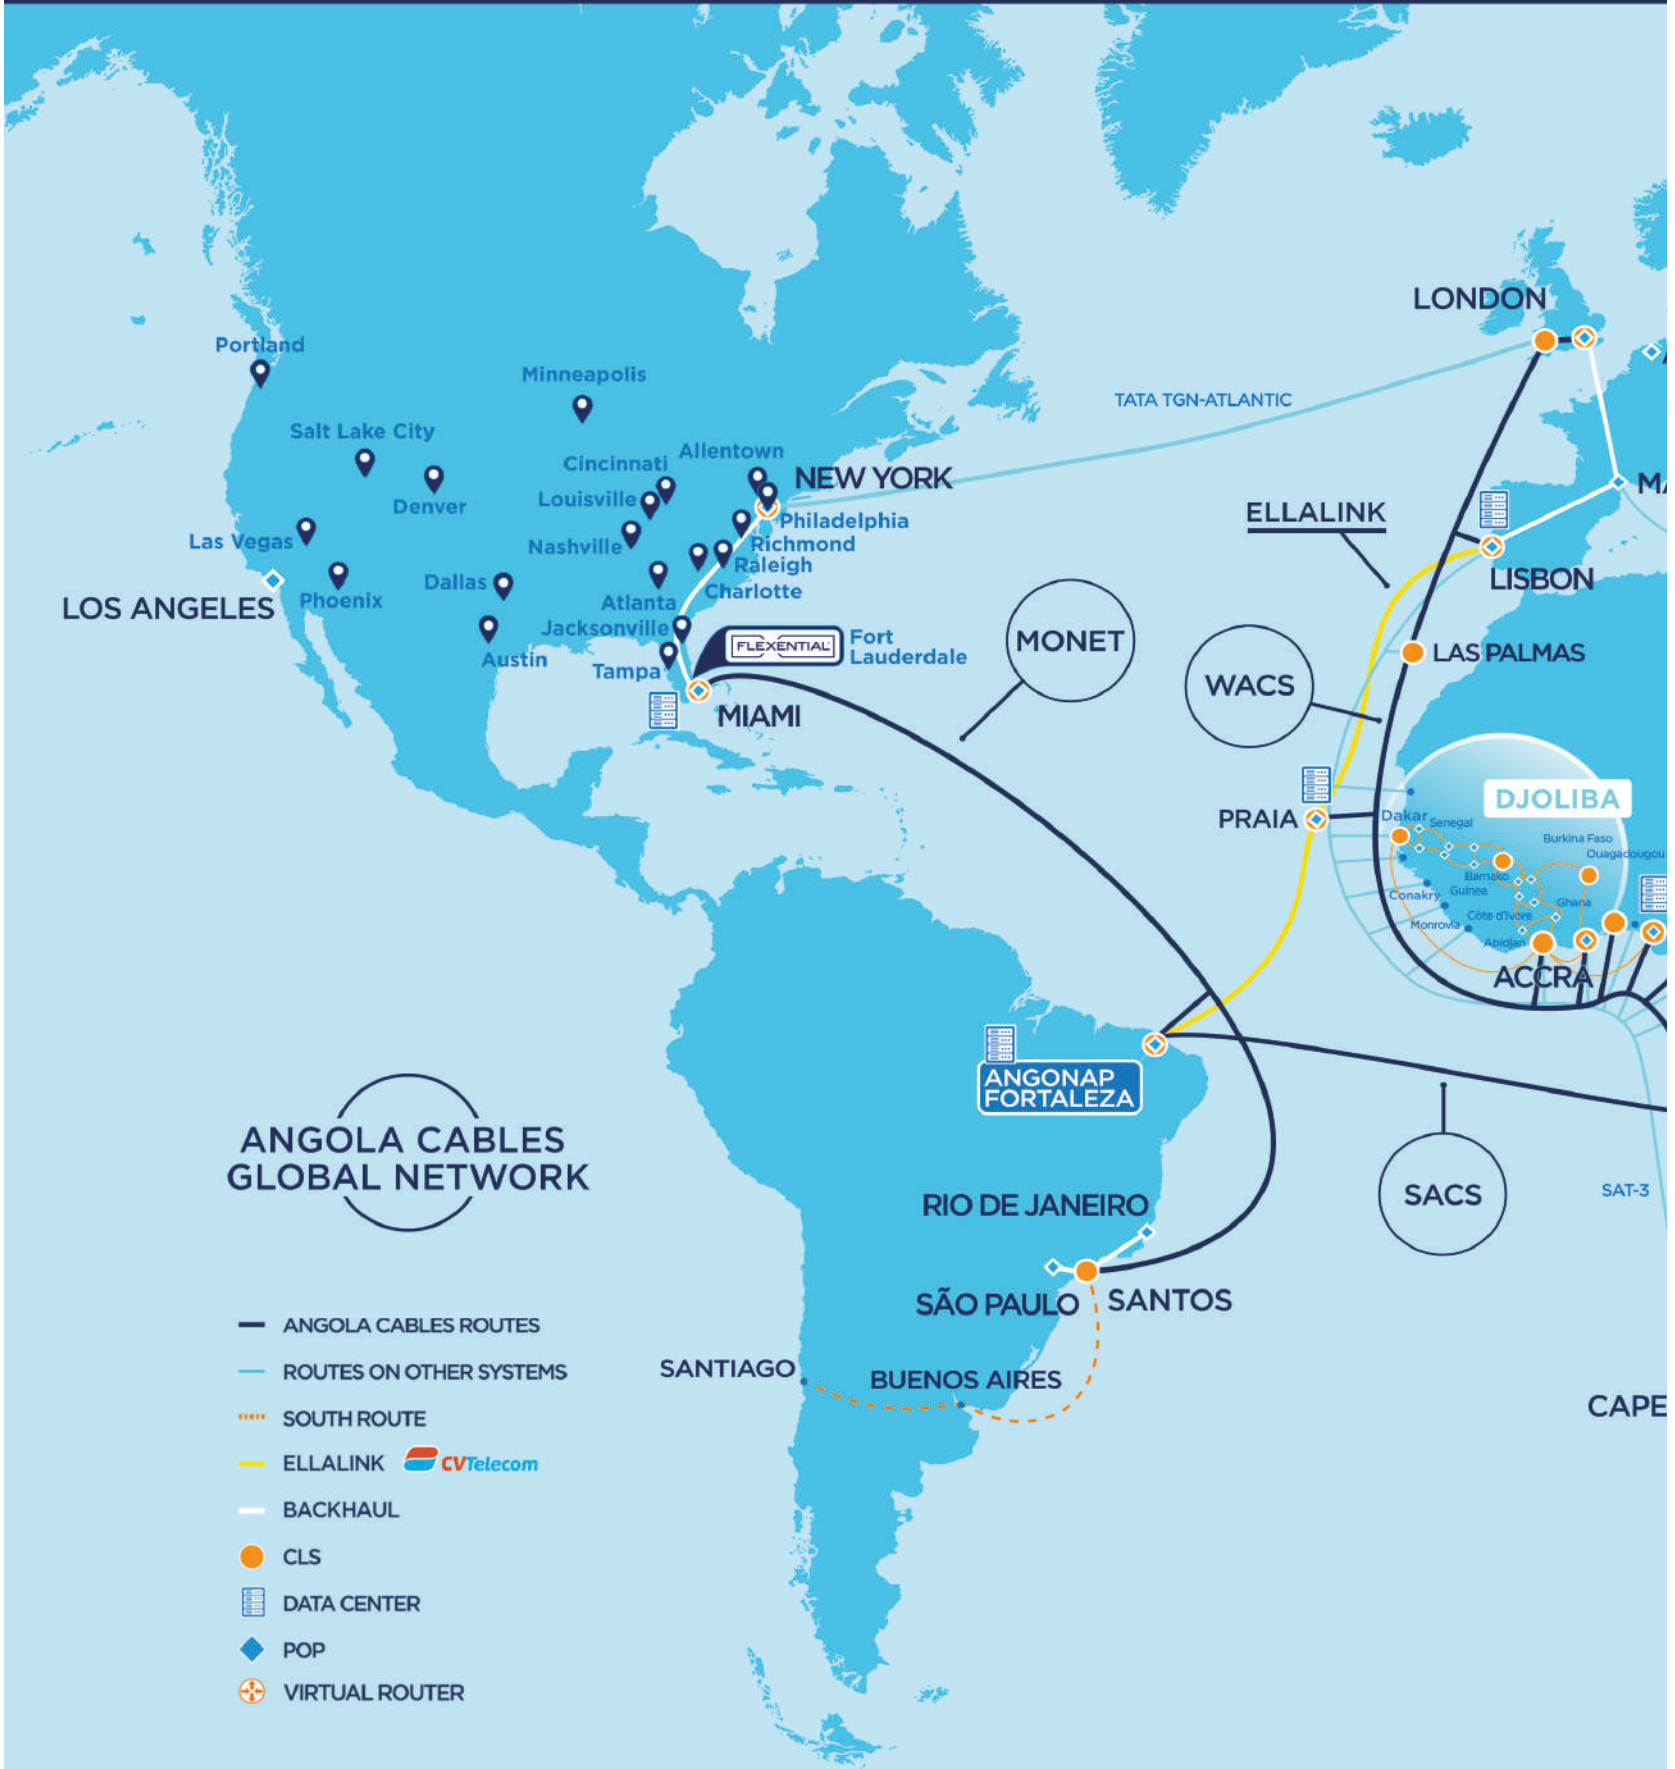 LONDON
Portland
Minneapolis
TATA TGN-ATLANTIC
Salt Lake City
Allentown
Cincinnati
NEW YORK
Louisville
Denver
ELLALINK
Philadelphia
Las Vegas
Nashville
Richmond
Raleigh
LISBON
Dallas
Charlotte
LOS ANGELES
Phoenix
Atlanta
Jacksonville
FLEXENTIAL
Fort
Lauderdale
MONET
LAS PALMAS
Austin
Tampa
WACS
MIAMI
DJOLIBA
PRAIA
Dakar
Senegal
Burkina Faso
Ouagadougou
Bamako
Conakry
Guinea
Ghana
Côte d'Ivore
Monrovia
Abidjan
ACCRA
ANGONAP
FORTALEZA
ANGOLA CABLES
GLOBAL NETWORK
SACS
SAT-3
RIO DE JANEIRO
SÃO PAULO
SANTOS
SANTIAGO
BUENOS AIRES
CAPE
ANGOLA CABLES ROUTES
ROUTES ON OTHER SYSTEMS
SOUTH ROUTE
ELLALINK CVTelecom
BACKHAUL
CLS
DATA CENTER
POP
VIRTUAL ROUTER